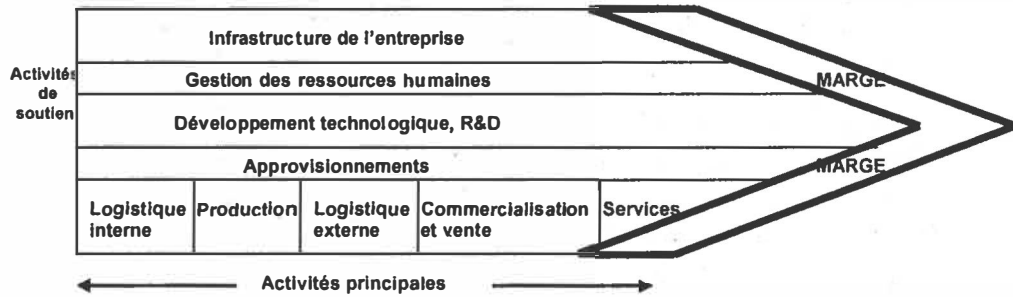 Infrastructure de l'entreprise
Activités
de
soutien
Gestion des ressources humaines
MARGE
Développement technologique, R&D
Approvisionnements
MARGE
Logistique
interne
Production
Logistique
externe
Commercialisation
et vente
Services
Activités principales